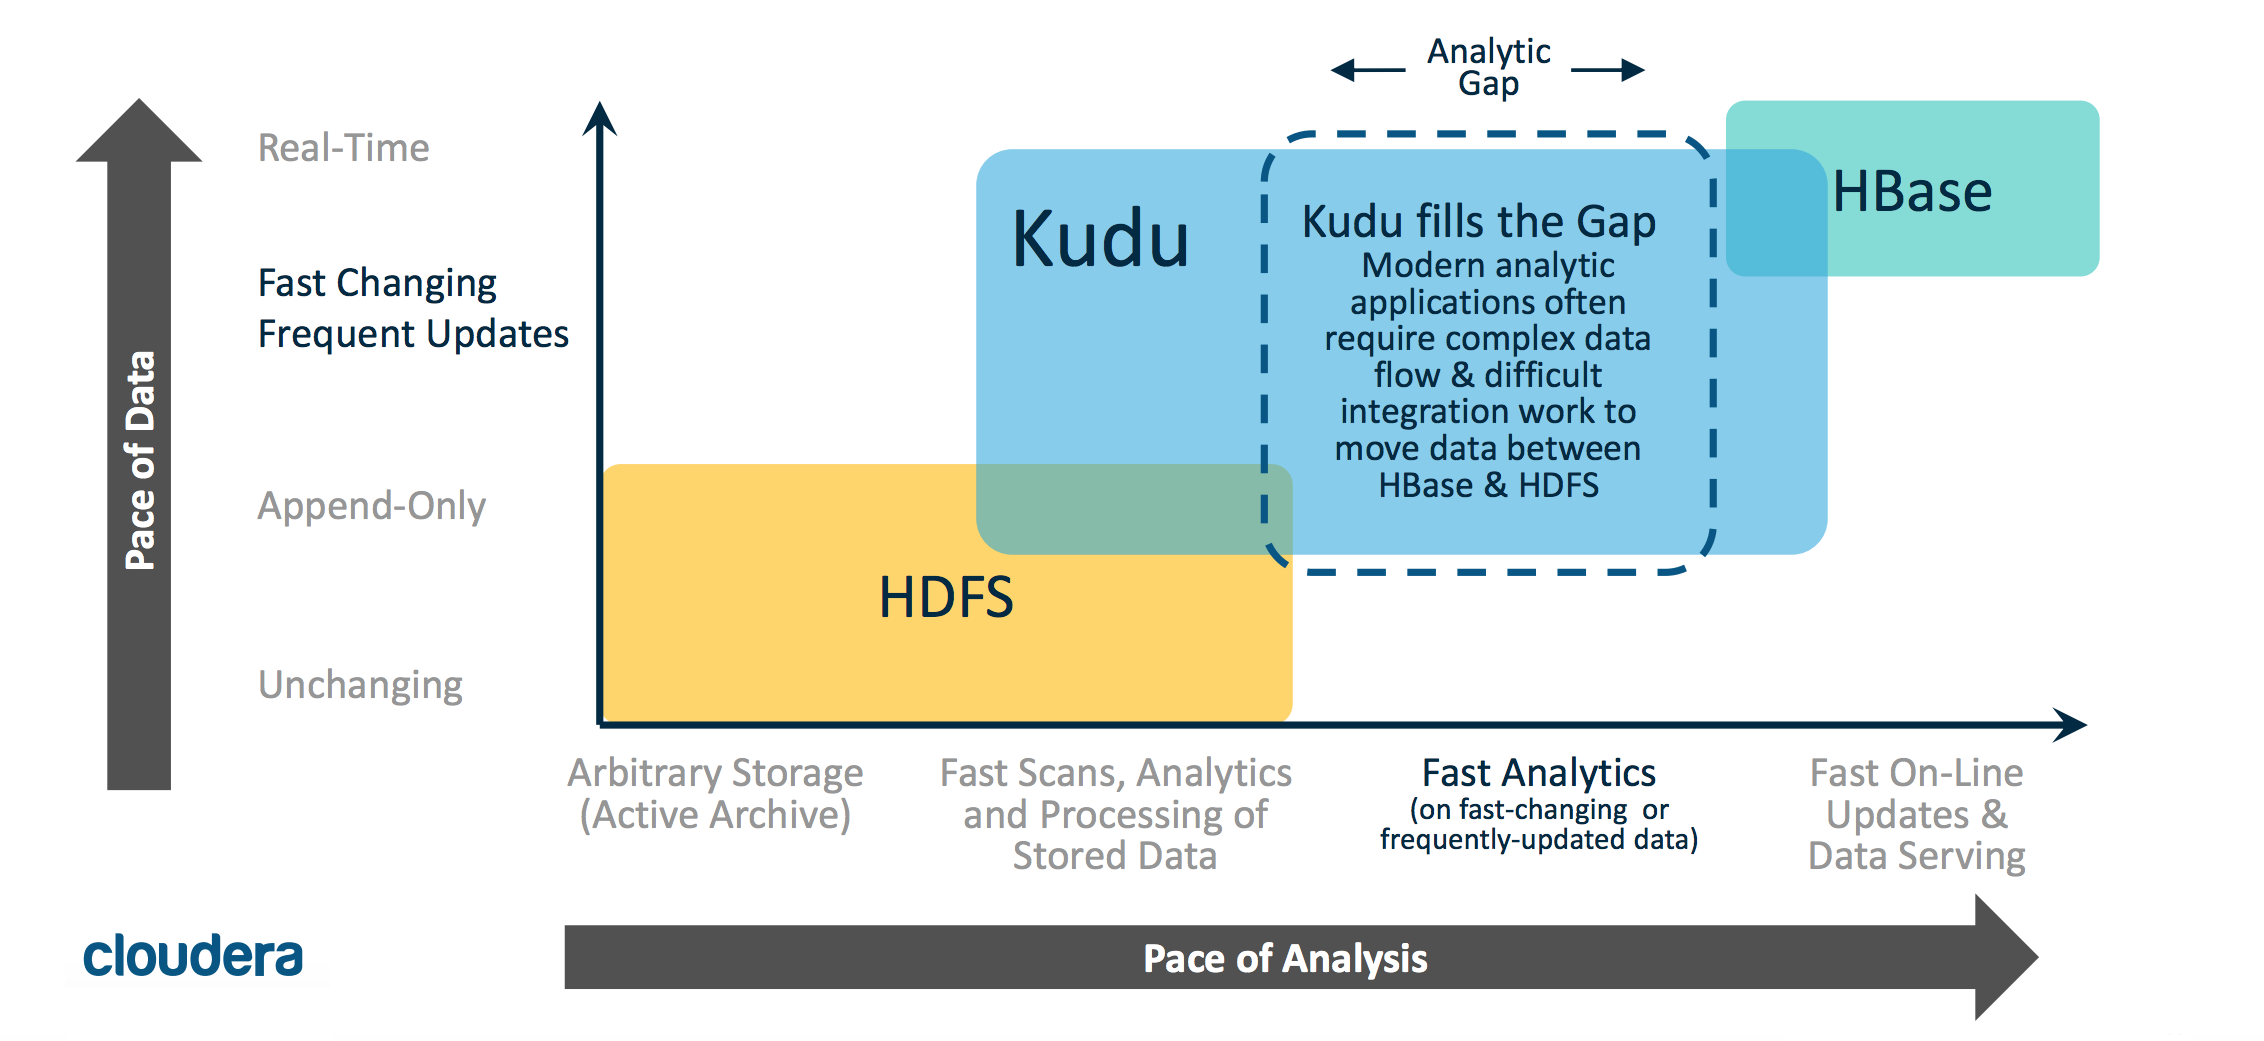 Analytic
Gap
Real-Time
Fast Changing
Frequent Updates
Append-Only
Unchanging
Pace of Data
Kudu
Kudu fills the Gap
Modern analytic
applications often
require complex data
flow & difficult
integration work to
move data between
HBase & HDFS
HBase
HDFS
Arbitrary Storage
(Active Archive)
Fast Scans, Analytics
and Processing of
Stored Data
Fast Analytics
(on fast-changing or
frequently-updated data)
Fast On-Line
Updates &
Data Serving
Pace of Analysis
cloudera